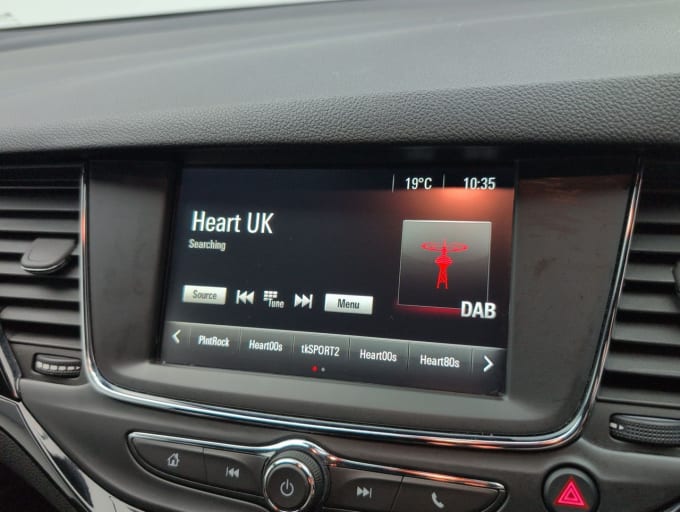 19°C 10:35
Heart UK
Searching
Source Tune Menu
DAB
PlntRock Heart00s tkSPORT2 Heart00s Heart80s